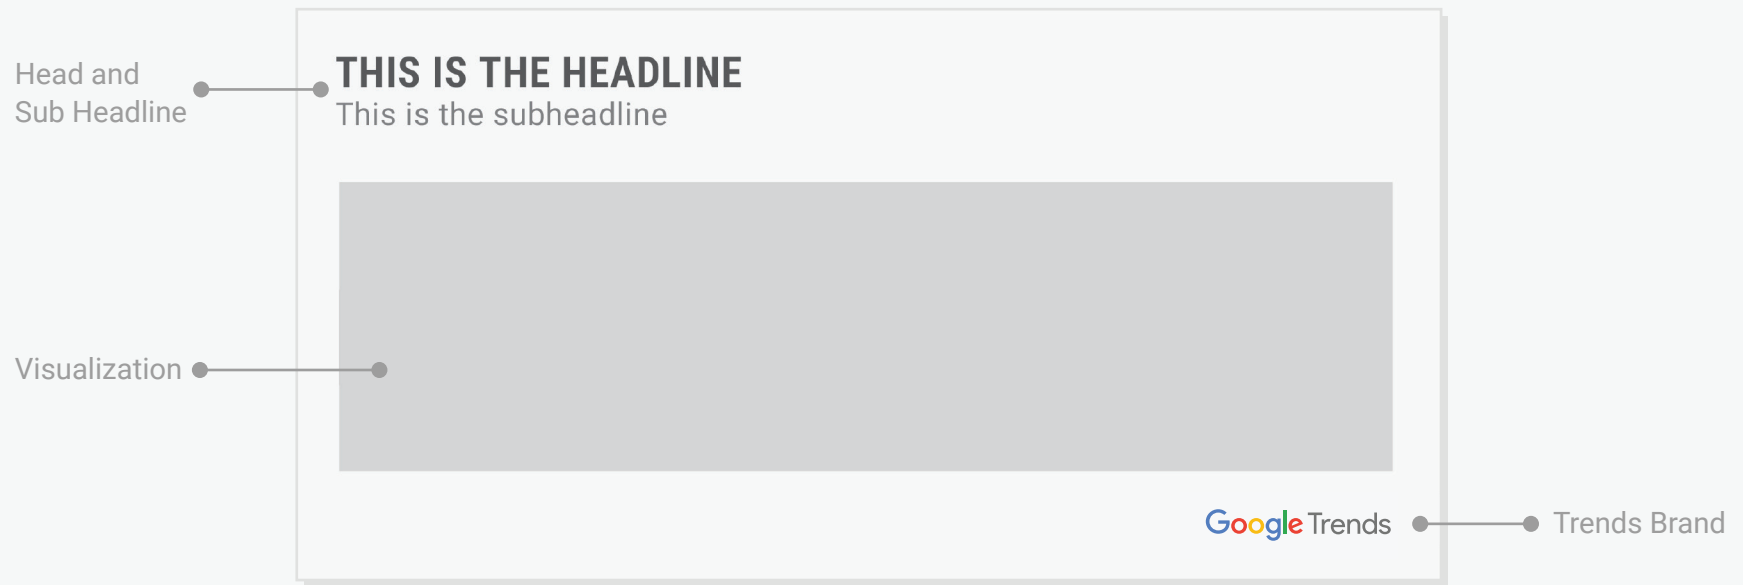 Head and
Sub Headline
THIS IS THE HEADLINE
This is the subheadline
Visualization
Google Trends
Trends Brand